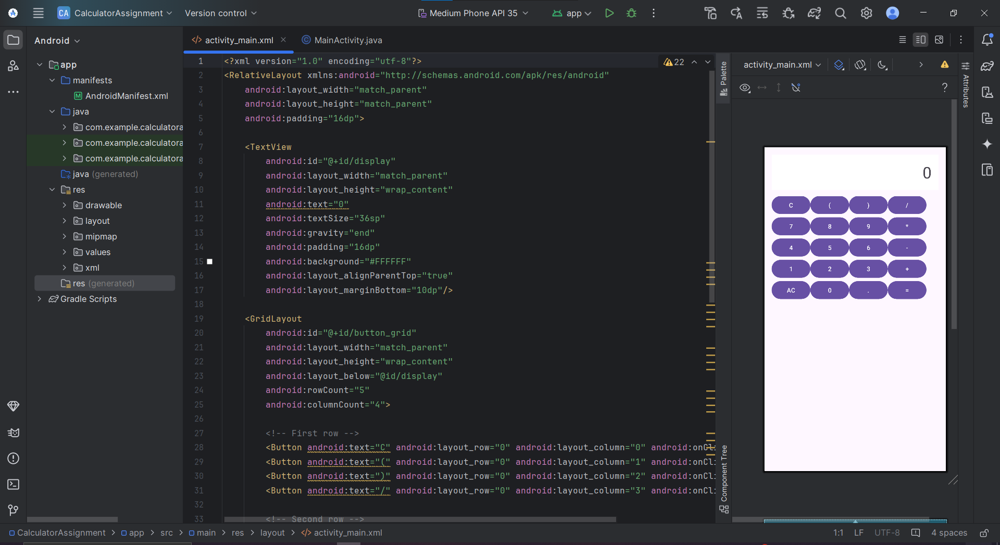 CA CalculatorAssignment Version control Medium Phone API 35 app
Android
activity_main.xml MainActivity.java
app
manifests
AndroidManifest.xml
java
com.example.calculatora
com.example.calculatora
com.example.calculatora
java (generated)
res
drawable
layout
mipmap
values
xml
res (generated)
Gradle Scripts
22
1 <?xml version="1.0" encoding="utf-8"?>
2 <RelativeLayout xmlns:android="http://schemas.android.com/apk/res/android"
3 android:layout_width="match_parent"
4 android:layout_height="match_parent"
5 android:padding="16dp">
6
7 <TextView
8 android:id="@+id/display"
9 android:layout_width="match_parent"
10 android:layout_height="wrap_content"
11 android:text="0"
12 android:textSize="36sp"
13 android:gravity="end"
14 android:padding="16dp"
15 android:background="#FFFFFF"
16 android:layout_alignParentTop="true"
17 android:layout_marginBottom="10dp"/>
18
19 <GridLayout
20 android:id="@+id/button_grid"
21 android:layout_width="match_parent"
22 android:layout_height="wrap_content"
23 android:layout_below="@id/display"
24 android:rowCount="5"
25 android:columnCount="4">
26
27 <!-- First row -->
28 <Button android:text="C" android:layout_row="0" android:layout_column="0" android:onCli
29 <Button android:text="(" android:layout_row="0" android:layout_column="1" android:onCli
30 <Button android:text=")" android:layout_row="0" android:layout_column="2" android:onCli
31 <Button android:text="/" android:layout_row="0" android:layout_column="3" android:onCli
32
33 <!-- Second row -->
Palette
Component Tree
activity_main.xml
?
Attributes
0
C ( ) /
7 8 9 *
4 5 6 -
1 2 3 +
AC 0 . =
CalculatorAssignment > app > src > main > res > layout > activity_main.xml
1:1 LF UTF-8 4 spaces